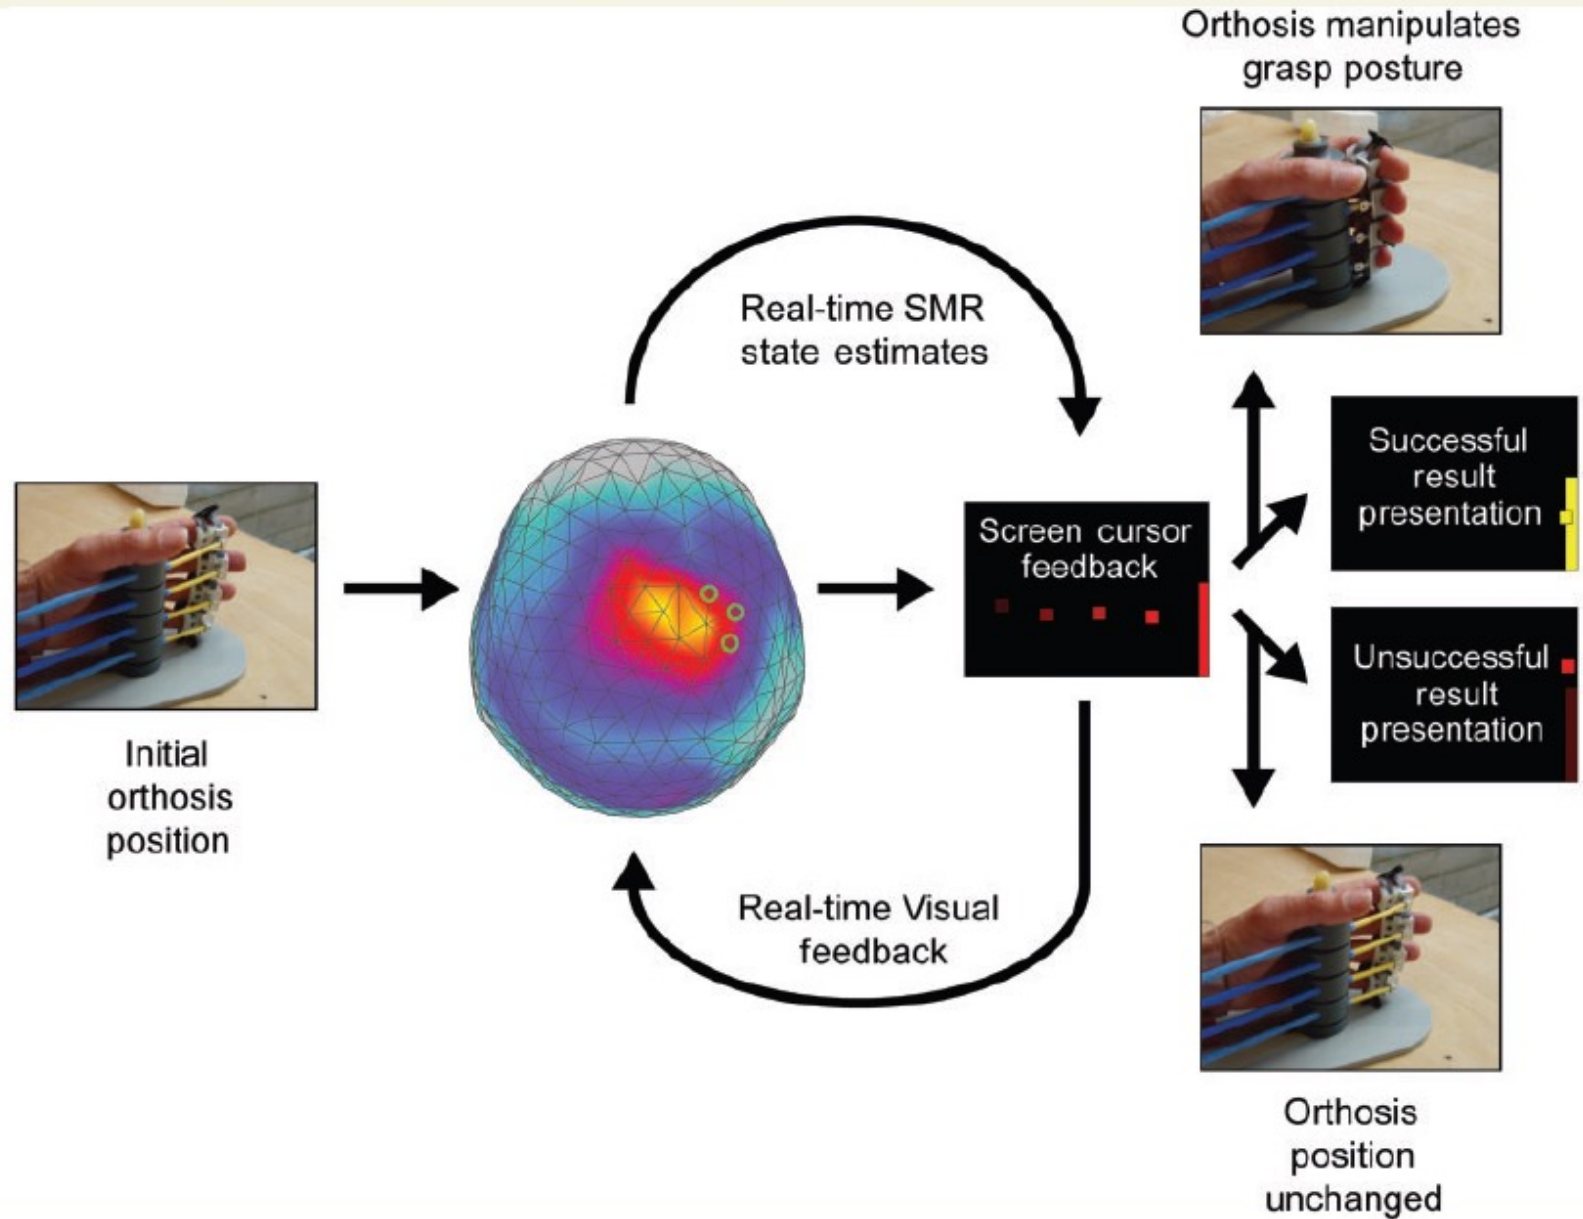 Orthosis manipulates
grasp posture
Real-time SMR
state estimates
Successful
result
presentation
Screen cursor
feedback
Unsuccessful
result
presentation
Initial
orthosis
position
Real-time Visual
feedback
Orthosis
position
unchanged